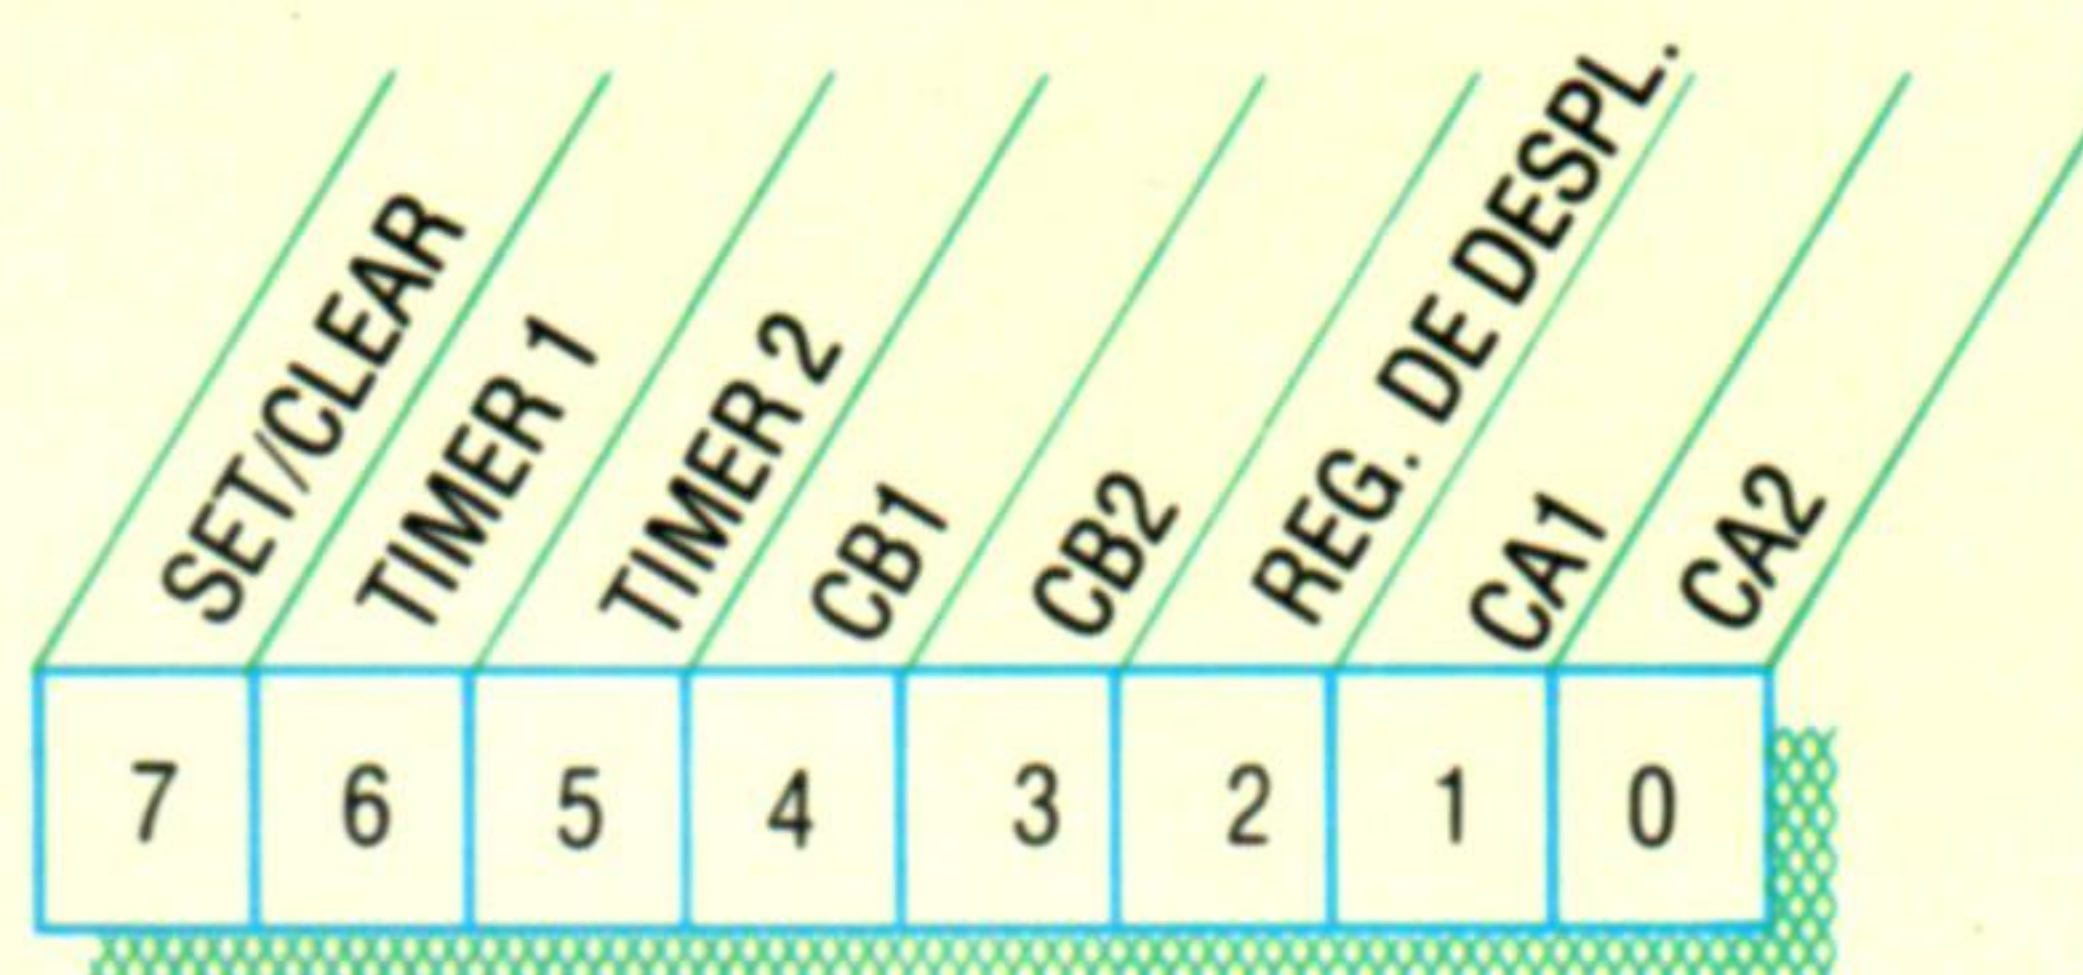 SET/CLEAR
TIMER 1
TIMER 2
CB1
CB2
REG. DE DESPL.
CA1
CA2
7 6 5 4 3 2 1 0